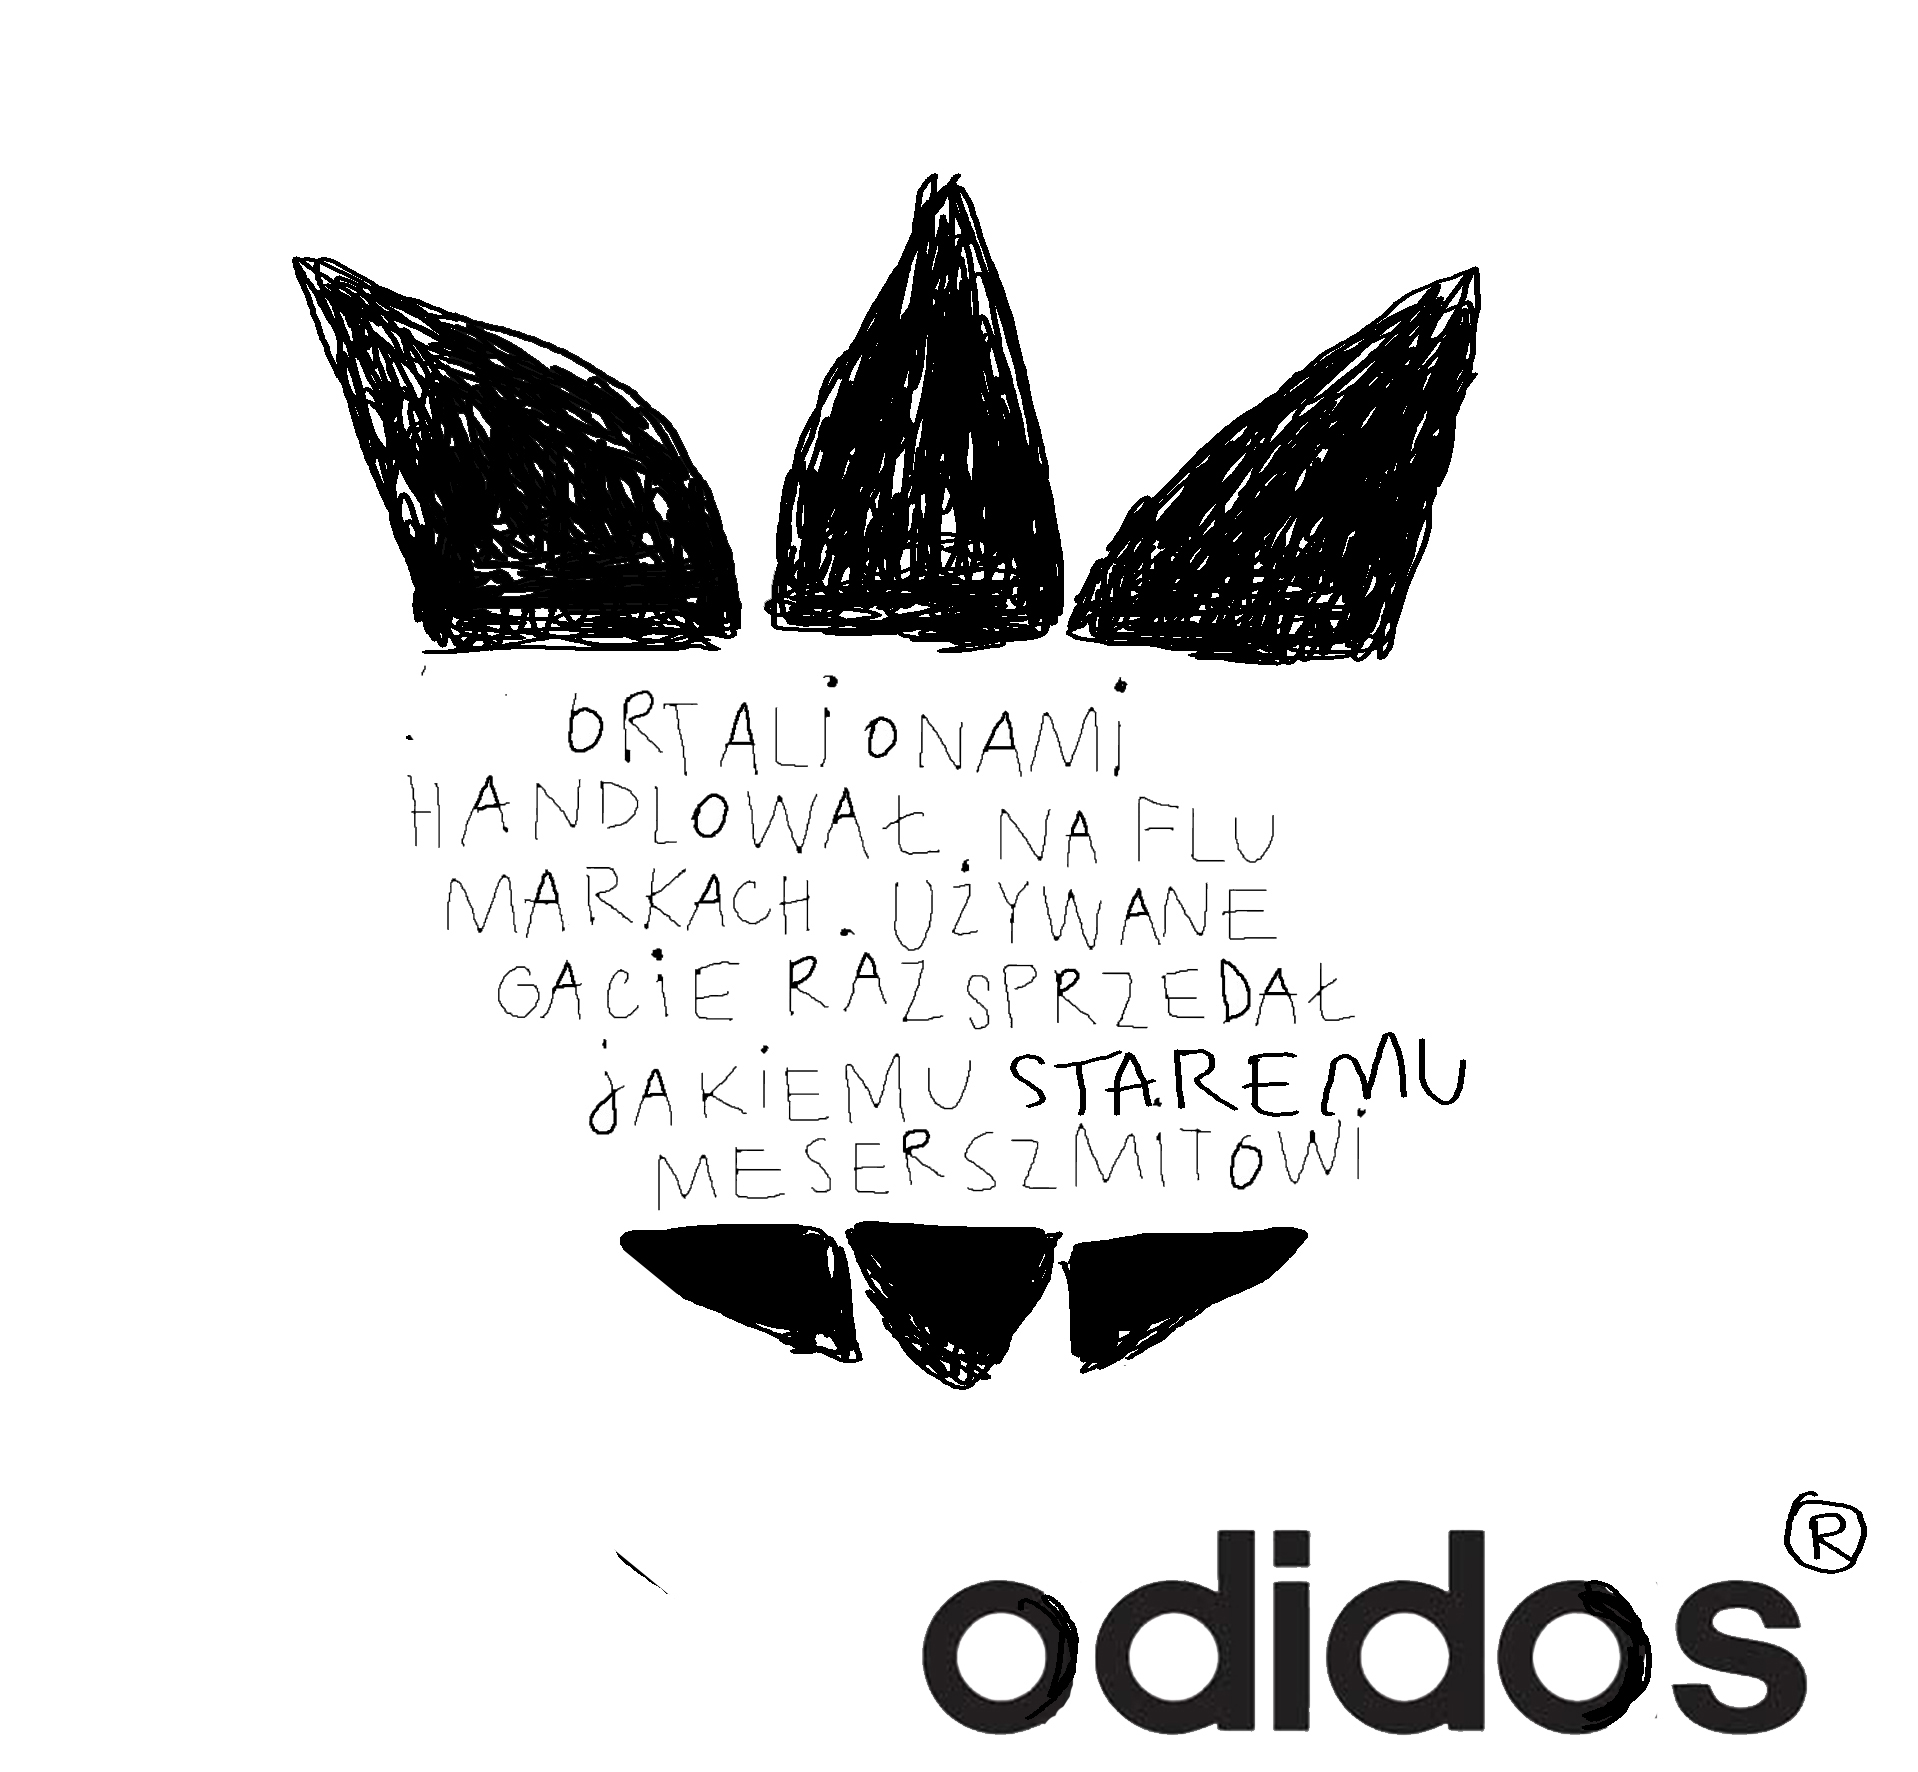 ORTALiONAMi
HANDLOWAŁ NA FLU
MARKACH. UŻYWANE
GACiE RAZ SPRZEDAŁ
jAKiEMU STAREMU
MESERSZMITOWi
odidos ®